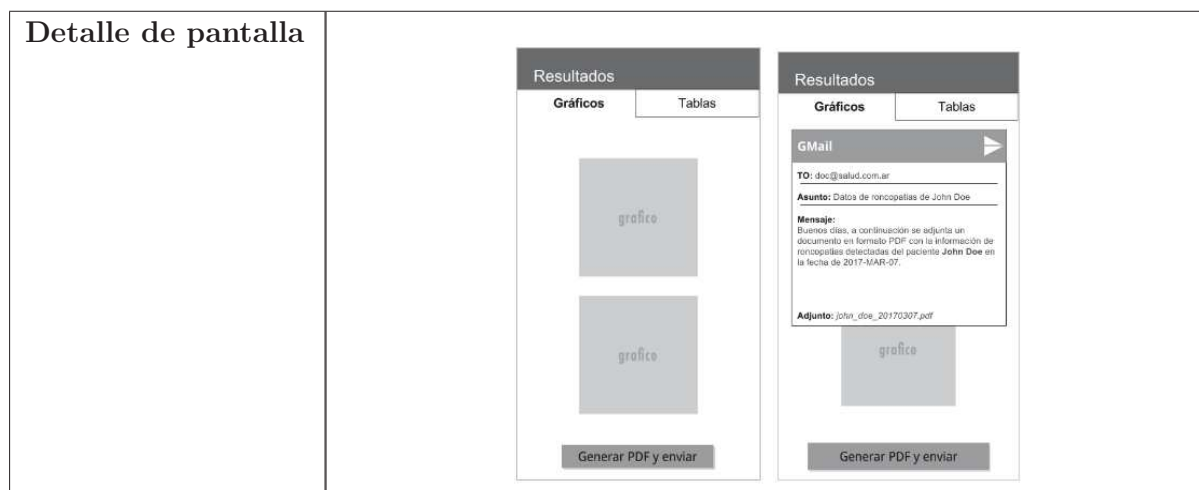 Detalle de pantalla
Resultados
Gráficos Tablas
grafico
grafico
Generar PDF y enviar
Resultados
Gráficos Tablas
GMail
TO: doc@salud.com.ar
Asunto: Datos de roncopatias de John Doe
Mensaje:
Buenos días, a continuación se adjunta un
documento en formato PDF con la información de
roncopatías detectadas del paciente John Doe en
la fecha de 2017-MAR-07.
Adjunto: john_doe_20170307.pdf
grafico
Generar PDF y enviar